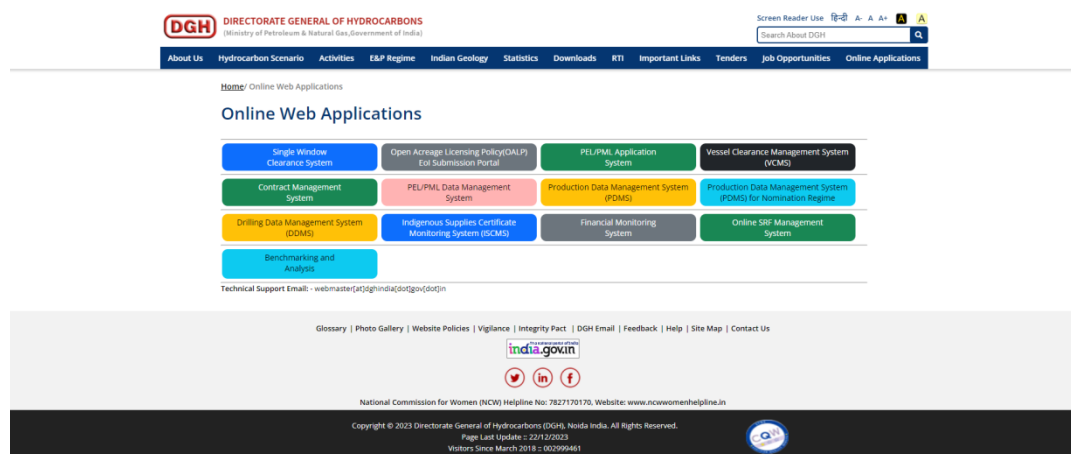 DGH
DIRECTORATE GENERAL OF HYDROCARBONS
(Ministry of Petroleum & Natural Gas,Government of India)
Screen Reader Use हिन्दी A- A A+ A A
Search About DGH
About Us Hydrocarbon Scenario Activities E&P Regime Indian Geology Statistics Downloads RTI Important Links Tenders Job Opportunities Online Applications
Home/ Online Web Applications
Online Web Applications
Single Window
Clearance System
Open Acreage Licensing Policy(OALP)
EoI Submission Portal
PEL/PML Application
System
Vessel Clearance Management System
(VCMS)
Contract Management
System
PEL/PML Data Management
System
Production Data Management System
(PDMS)
Production Data Management System
(PDMS) for Nomination Regime
Drilling Data Management System
(DDMS)
Indigenous Supplies Certificate
Monitoring System (ISCMS)
Financial Monitoring
System
Online SRF Management
System
Benchmarking and
Analysis
Technical Support Email: - webmaster[at]dghindia[dot]gov[dot]in
Glossary | Photo Gallery | Website Policies | Vigilance | Integrity Pact | DGH Email | Feedback | Help | Site Map | Contact Us
india.gov.in
National Commission for Women (NCW) Helpline No: 7827170170, Website: www.ncwwomenhelpline.in
Copyright © 2023 Directorate General of Hydrocarbons (DGH), Noida India. All Rights Reserved.
Page Last Update :: 22/12/2023
Visitors Since March 2018 :: 002999461
CQW